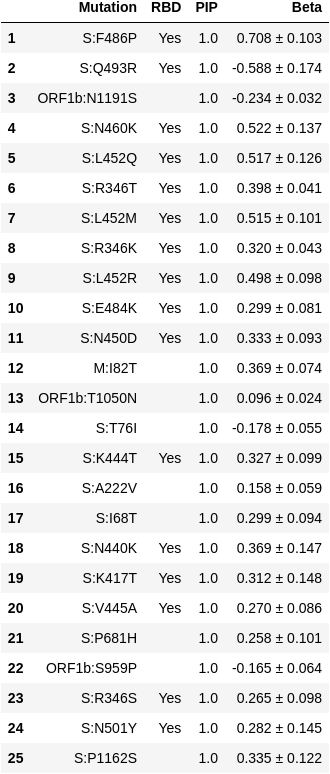 Mutation RBD PIP Beta
1 S:F486P Yes 1.0 0.708 ± 0.103
2 S:Q493R Yes 1.0 -0.588 ± 0.174
3 ORF1b:N1191S 1.0 -0.234 ± 0.032
4 S:N460K Yes 1.0 0.522 ± 0.137
5 S:L452Q Yes 1.0 0.517 ± 0.126
6 S:R346T Yes 1.0 0.398 ± 0.041
7 S:L452M Yes 1.0 0.515 ± 0.101
8 S:R346K Yes 1.0 0.320 ± 0.043
9 S:L452R Yes 1.0 0.498 ± 0.098
10 S:E484K Yes 1.0 0.299 ± 0.081
11 S:N450D Yes 1.0 0.333 ± 0.093
12 M:I82T 1.0 0.369 ± 0.074
13 ORF1b:T1050N 1.0 0.096 ± 0.024
14 S:T76I 1.0 -0.178 ± 0.055
15 S:K444T Yes 1.0 0.327 ± 0.099
16 S:A222V 1.0 0.158 ± 0.059
17 S:I68T 1.0 0.299 ± 0.094
18 S:N440K Yes 1.0 0.369 ± 0.147
19 S:K417T Yes 1.0 0.312 ± 0.148
20 S:V445A Yes 1.0 0.270 ± 0.086
21 S:P681H 1.0 0.258 ± 0.101
22 ORF1b:S959P 1.0 -0.165 ± 0.064
23 S:R346S Yes 1.0 0.265 ± 0.098
24 S:N501Y Yes 1.0 0.282 ± 0.145
25 S:P1162S 1.0 0.335 ± 0.122